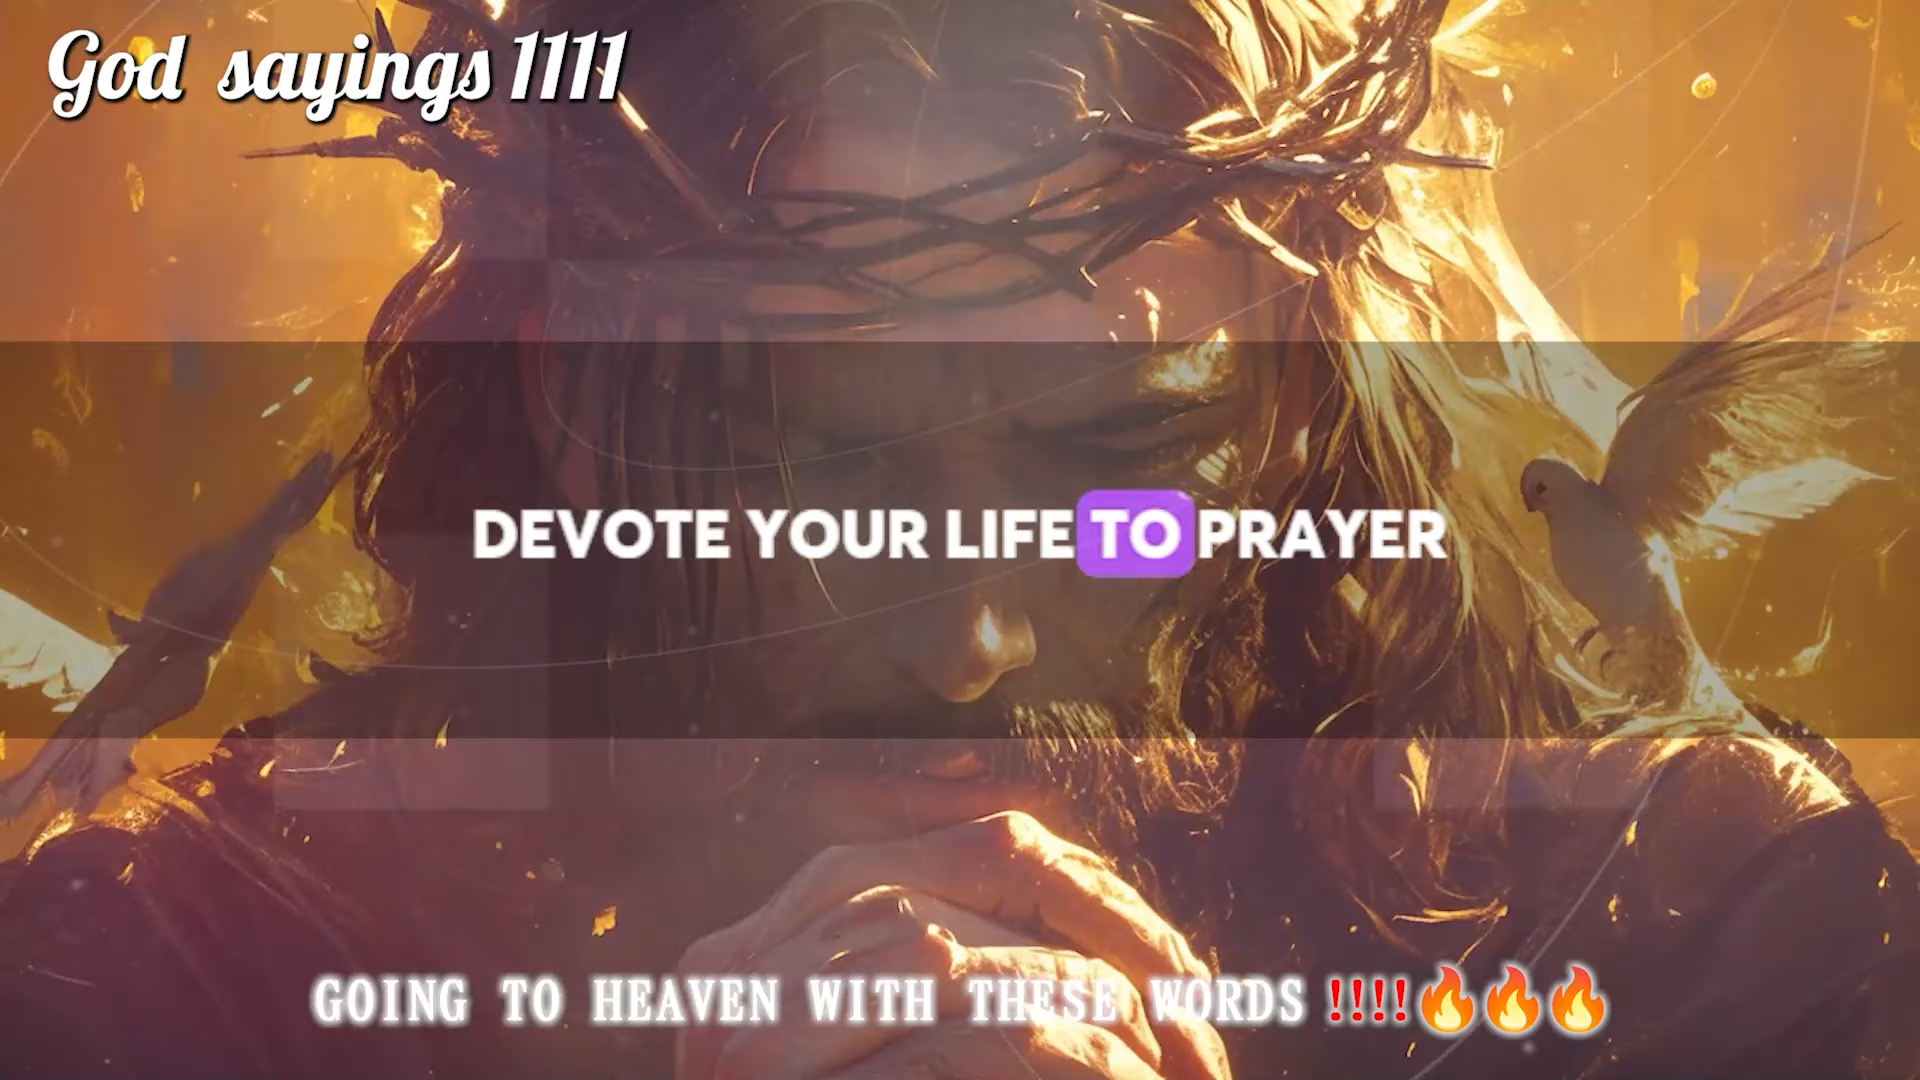 God sayings 1111
DEVOTE YOUR LIFE TO PRAYER
GOING TO HEAVEN WITH THESE WORDS !!!!🔥🔥🔥